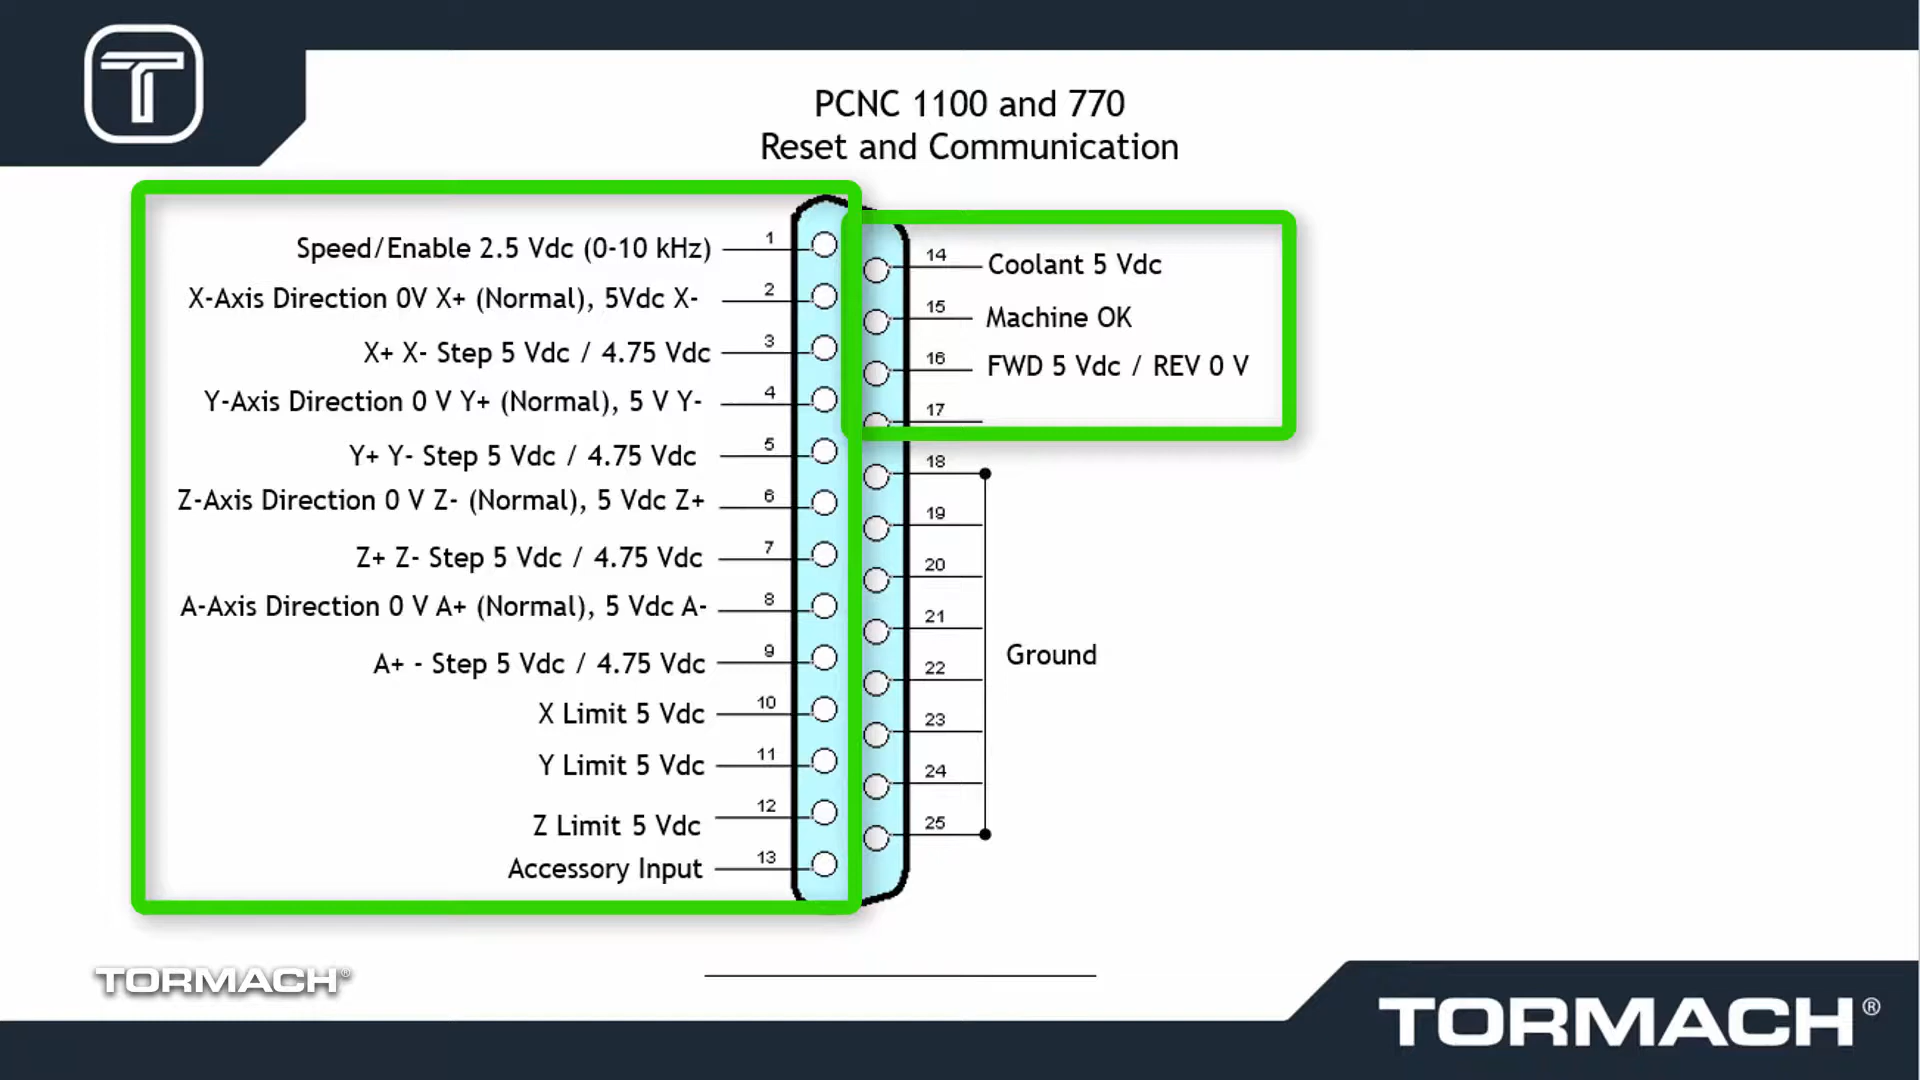 PCNC 1100 and 770
Reset and Communication
Speed/Enable 2.5 Vdc (0-10 kHz) 1
X-Axis Direction 0V X+ (Normal), 5Vdc X- 2
X+ X- Step 5 Vdc / 4.75 Vdc 3
Y-Axis Direction 0 V Y+ (Normal), 5 V Y- 4
Y+ Y- Step 5 Vdc / 4.75 Vdc 5
Z-Axis Direction 0 V Z- (Normal), 5 Vdc Z+ 6
Z+ Z- Step 5 Vdc / 4.75 Vdc 7
A-Axis Direction 0 V A+ (Normal), 5 Vdc A- 8
A+ - Step 5 Vdc / 4.75 Vdc 9
X Limit 5 Vdc 10
Y Limit 5 Vdc 11
Z Limit 5 Vdc 12
Accessory Input 13
14 Coolant 5 Vdc
15 Machine OK
16 FWD 5 Vdc / REV 0 V
17
18
19
20
21
22
23
24
25
Ground
TORMACH®
TORMACH®